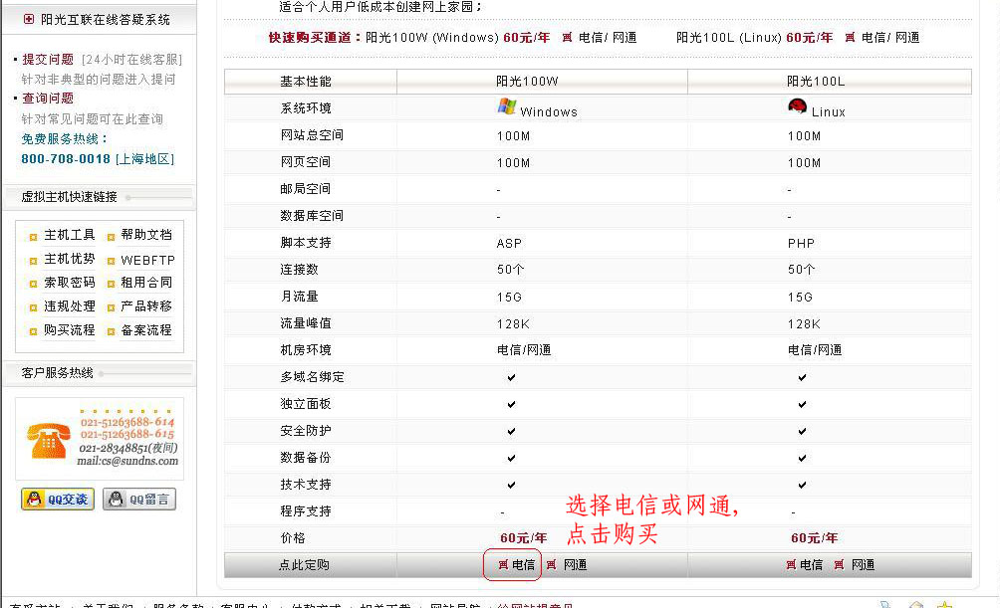 适合个人用户低成本创建网上家园；
阳光互联在线答疑系统
快速购买通道：阳光100W (Windows) 60元/年 买 电信/ 网通 阳光100L (Linux) 60元/年 买 电信/ 网通
提交问题 [24小时在线客服]
针对非典型的问题进入提问
查询问题
针对常见问题可在此查询
免费服务热线：
800-708-0018 [上海地区]
虚拟主机快速链接
主机工具 帮助文档
主机优势 WEBFTP
索取密码 租用合同
违规处理 产品转移
购买流程 备案流程
客户服务热线
021-51263688-614
021-51263688-615
021-28348851(夜间)
mail:cs@sundns.com
QQ交谈 QQ留言
基本性能 阳光100W 阳光100L
系统环境 Windows Linux
网站总空间 100M 100M
网页空间 100M 100M
邮局空间 - -
数据库空间 - -
脚本支持 ASP PHP
连接数 50个 50个
月流量 15G 15G
流量峰值 128K 128K
机房环境 电信/网通 电信/网通
多域名绑定 ✓ ✓
独立面板 ✓ ✓
安全防护 ✓ ✓
数据备份 ✓ ✓
技术支持 ✓ ✓
程序支持 - -
价格 60元/年 60元/年
点此定购 买 电信 买 网通 买 电信 买 网通
选择电信或网通,
点击购买